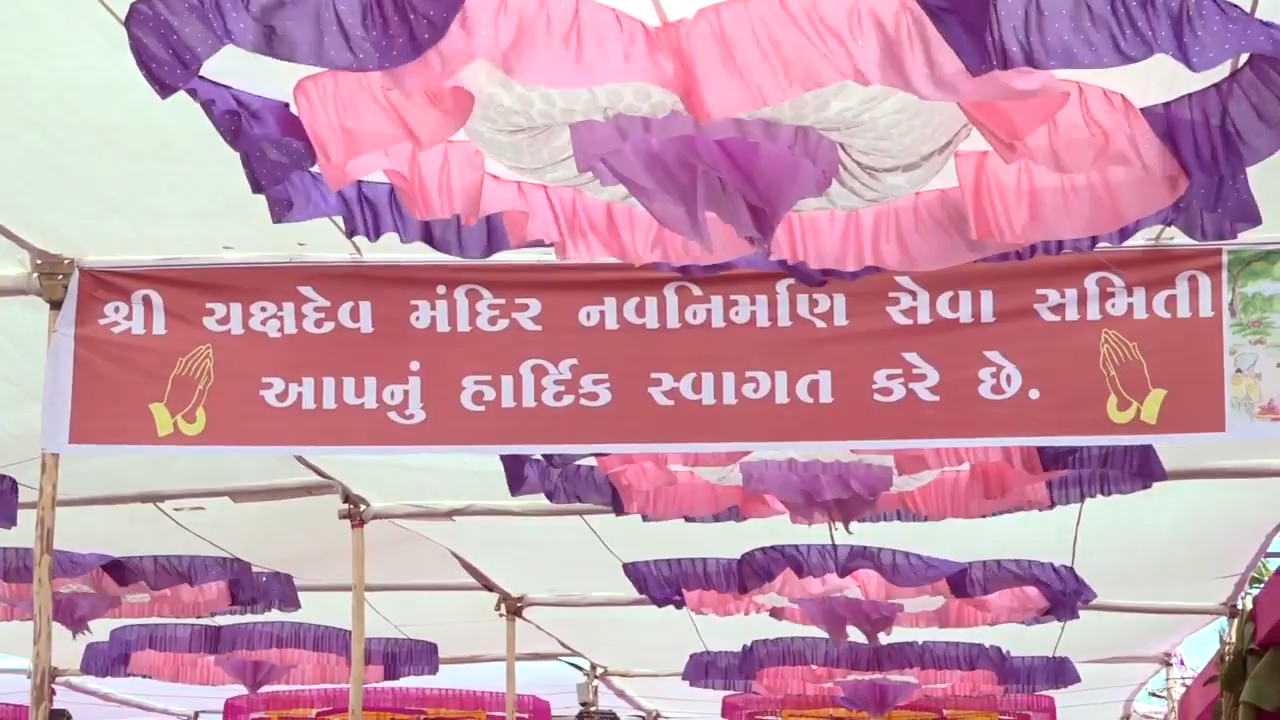 શ્રી યક્ષદેવ મંદિર નવનિર્માણ સેવા સમિતી
આપનું હાર્દિક સ્વાગત કરે છે.